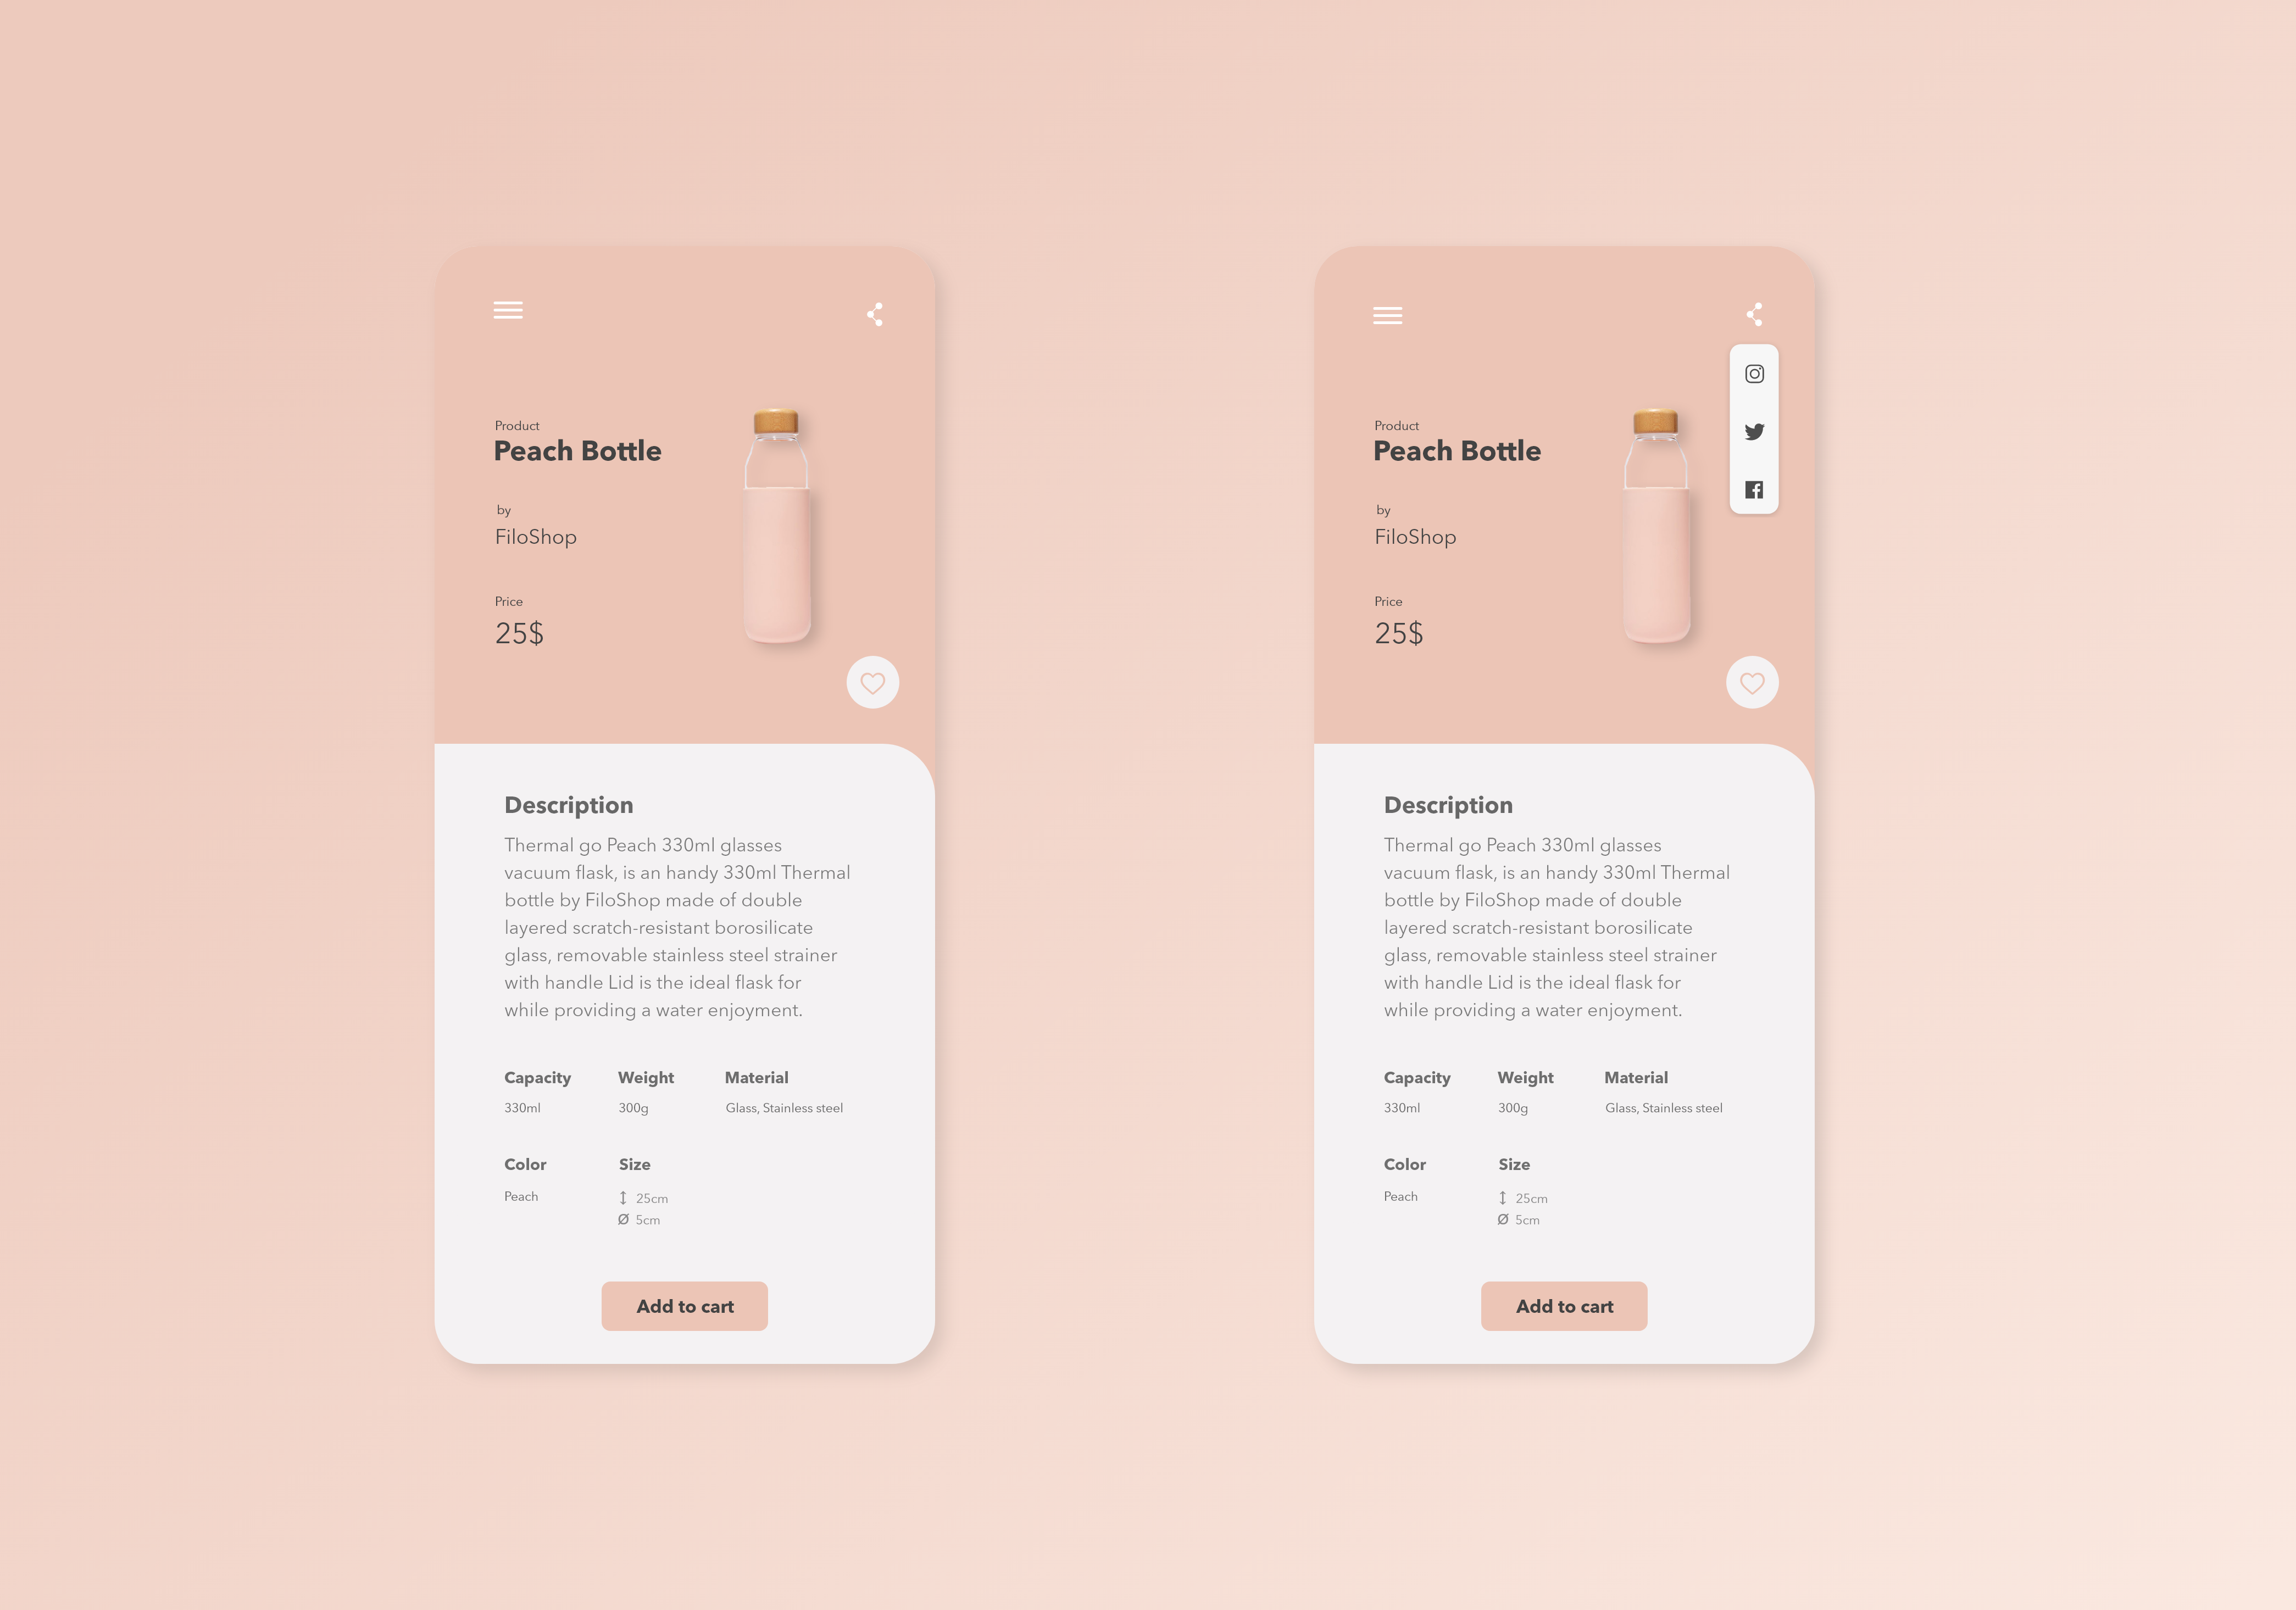 Product
Peach Bottle
by
FiloShop
Price
25$
Description
Thermal go Peach 330ml glasses
vacuum flask, is an handy 330ml Thermal
bottle by FiloShop made of double
layered scratch-resistant borosilicate
glass, removable stainless steel strainer
with handle Lid is the ideal flask for
while providing a water enjoyment.
Capacity Weight Material
330ml 300g Glass, Stainless steel
Color Size
Peach 25cm
Ø 5cm
Add to cart
Product
Peach Bottle
by
FiloShop
Price
25$
Description
Thermal go Peach 330ml glasses
vacuum flask, is an handy 330ml Thermal
bottle by FiloShop made of double
layered scratch-resistant borosilicate
glass, removable stainless steel strainer
with handle Lid is the ideal flask for
while providing a water enjoyment.
Capacity Weight Material
330ml 300g Glass, Stainless steel
Color Size
Peach 25cm
Ø 5cm
Add to cart